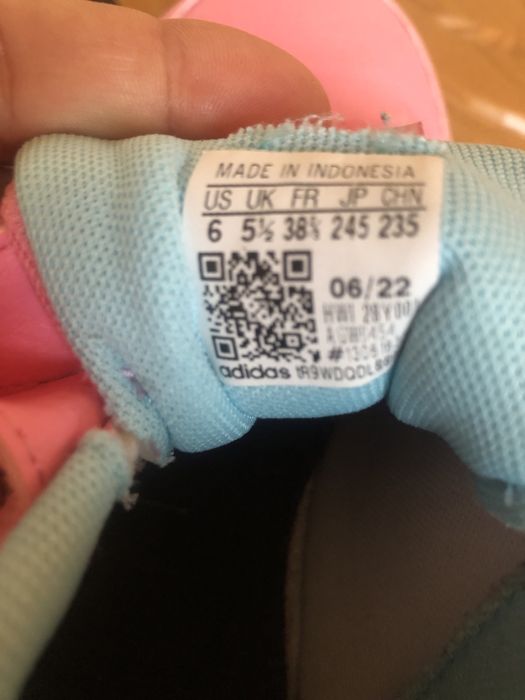 MADE IN INDONESIA
US UK FR JP CHN
6 5½ 38⅔ 245 235
06/22
adidas